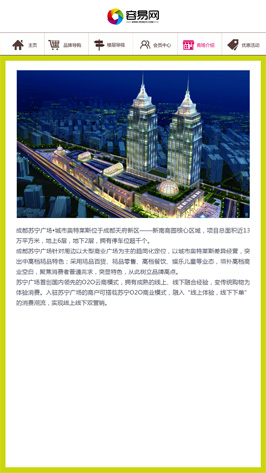 容易网
主页
品牌导购
楼层导视
会员中心
商场介绍
优惠活动
成都苏宁广场•城市奥特莱斯位于成都天府新区——新南商圈核心区域，项目总面积近13
万平方米，地上6层，地下2层，拥有停车位超千个。
成都苏宁广场针对周边以大型商业广场为主的趋同化定位，以城市奥特莱斯差异经营，突
出中高档精品特色；采用精品百货、精品零售、高档餐饮、娱乐儿童等业态，填补高档商
业空白，聚焦消费者普通需求，突显特色，从此树立品牌高点。
苏宁广场首出国内领先的O2O云商模式，拥有成熟的线上、线下融合经验，变传统购物为
体验消费。入驻苏宁广场的商户可搭载苏宁O2O商业模式，融入“线上体验，线下下单”
的消费潮流，实现线上线下双营销。